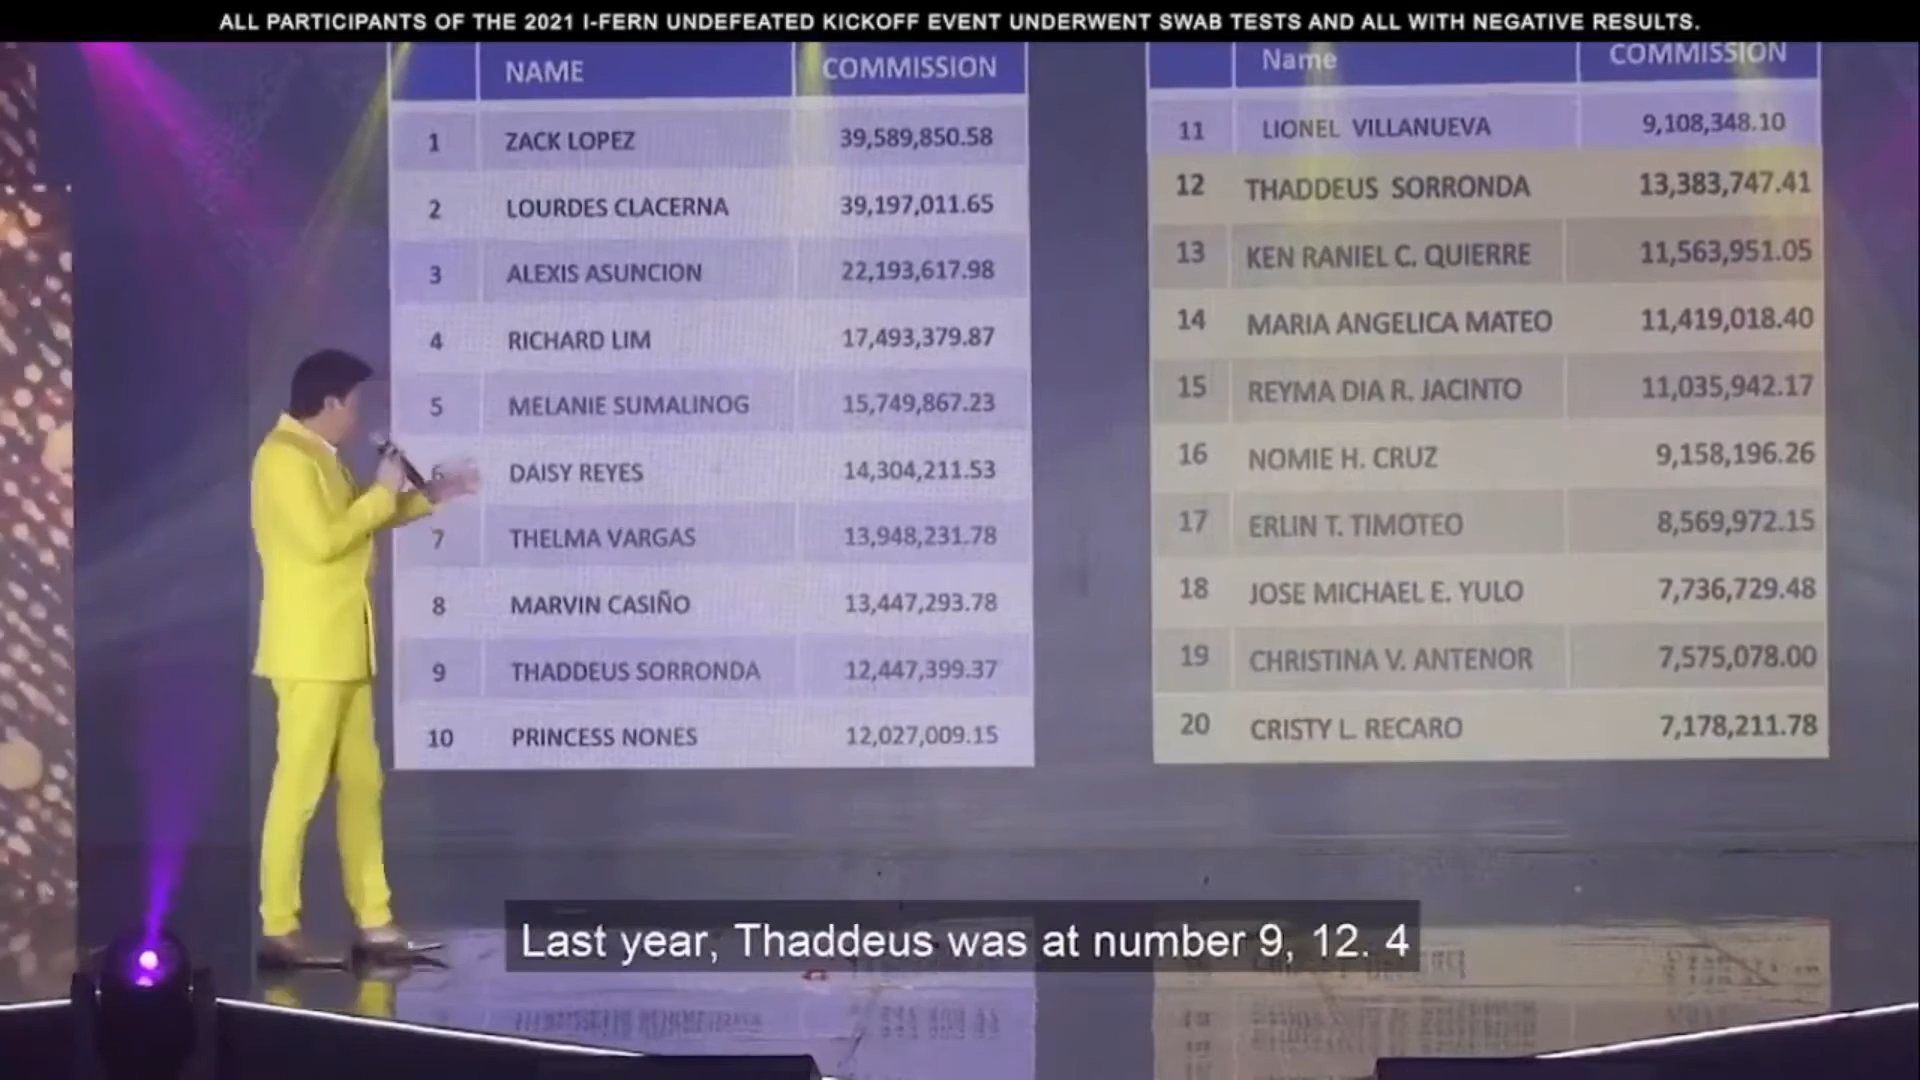 ALL PARTICIPANTS OF THE 2021 I-FERN UNDEFEATED KICKOFF EVENT UNDERWENT SWAB TESTS AND ALL WITH NEGATIVE RESULTS.
NAME COMMISSION
1 ZACK LOPEZ 39,589,850.58
2 LOURDES CLACERNA 39,197,011.65
3 ALEXIS ASUNCION 22,193,617.98
4 RICHARD LIM 17,493,379.87
5 MELANIE SUMALINOG 15,749,867.23
6 DAISY REYES 14,304,211.53
7 THELMA VARGAS 13,948,231.78
8 MARVIN CASIÑO 13,447,293.78
9 THADDEUS SORRONDA 12,447,399.37
10 PRINCESS NONES 12,027,009.15
Name COMMISSION
11 LIONEL VILLANUEVA 9,108,348.10
12 THADDEUS SORRONDA 13,383,747.41
13 KEN RANIEL C. QUIERRE 11,563,951.05
14 MARIA ANGELICA MATEO 11,419,018.40
15 REYMA DIA R. JACINTO 11,035,942.17
16 NOMIE H. CRUZ 9,158,196.26
17 ERLIN T. TIMOTEO 8,569,972.15
18 JOSE MICHAEL E. YULO 7,736,729.48
19 CHRISTINA V. ANTENOR 7,575,078.00
20 CRISTY L. RECARO 7,178,211.78
Last year, Thaddeus was at number 9, 12. 4